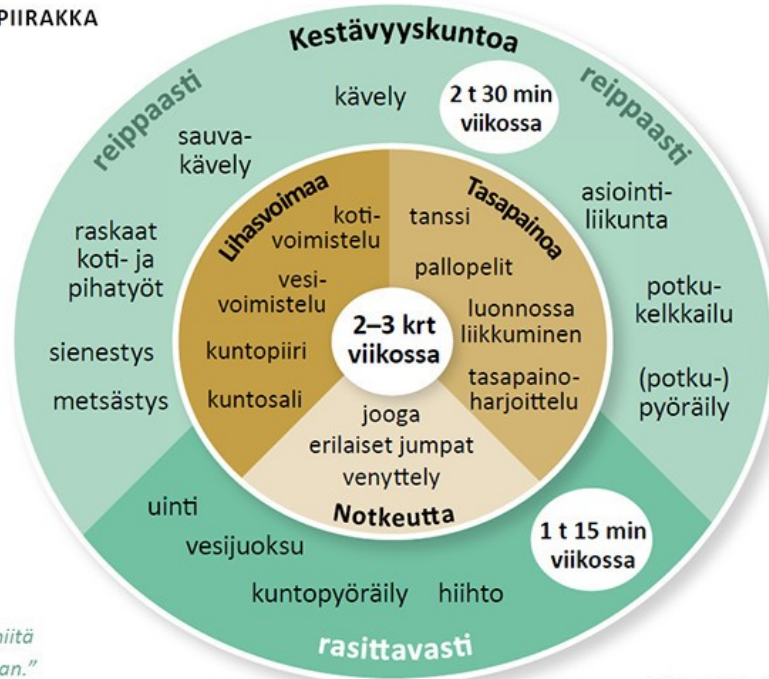 PIIRAKKA
Kestävyyskuntoa
reippaasti
reippaasti
kävely
2 t 30 min
viikossa
sauva-
kävely
asiointi-
liikunta
raskaat
koti- ja
pihatyöt
potku-
kelkkailu
sienestys
metsästys
(potku-)
pyöräily
Lihasvoimaa
koti-
voimistelu
vesi-
voimistelu
kuntopiiri
kuntosali
Tasapainoa
tanssi
pallopelit
luonnossa
liikkuminen
tasapaino-
harjoittelu
2–3 krt
viikossa
jooga
erilaiset jumpat
venyttely
Notkeutta
uinti
vesijuoksu
kuntopyöräily
hiihto
1 t 15 min
viikossa
rasittavasti